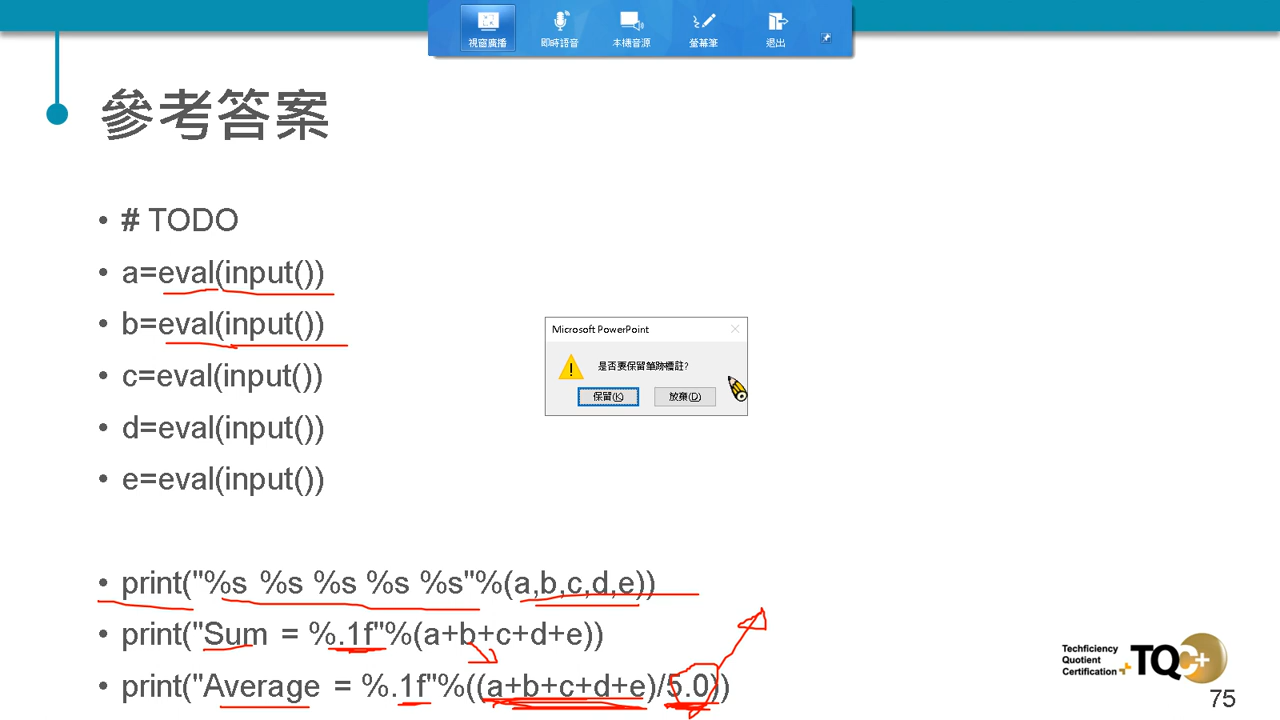 視窗廣播 即時語音 本機音源 螢幕筆 退出
參考答案
• # TODO
• a=eval(input())
• b=eval(input())
• c=eval(input())
• d=eval(input())
• e=eval(input())
Microsoft PowerPoint
是否要保留筆跡標註?
保留(K) 放棄(D)
• print("%s %s %s %s %s"%(a,b,c,d,e))
• print("Sum = %.1f"%(a+b+c+d+e))
• print("Average = %.1f"%((a+b+c+d+e)/5.0))
Techficiency
Quotient
Certification
TQC+
75